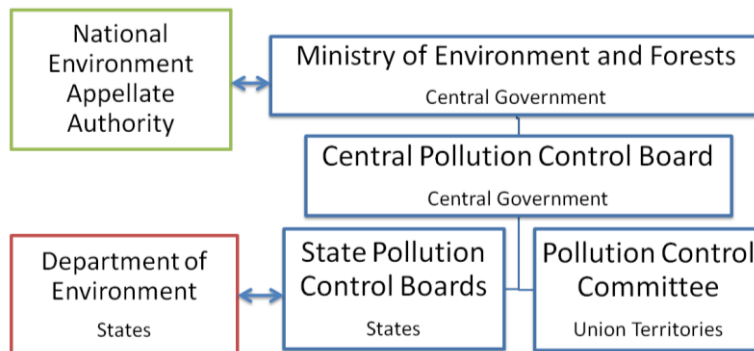 National
Environment
Appellate
Authority
Ministry of Environment and Forests
Central Government
Central Pollution Control Board
Central Government
Department of
Environment
States
State Pollution
Control Boards
States
Pollution Control
Committee
Union Territories